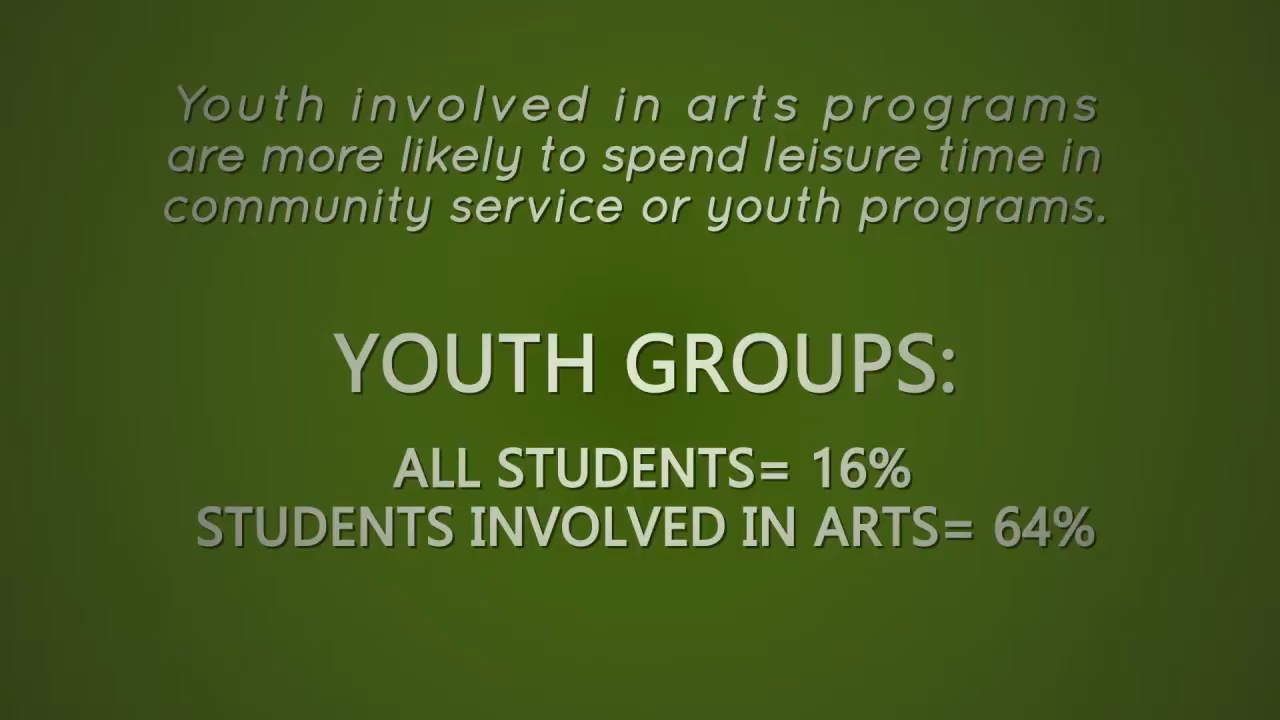 Youth involved in arts programs
are more likely to spend leisure time in
community service or youth programs.
YOUTH GROUPS:
ALL STUDENTS= 16%
STUDENTS INVOLVED IN ARTS= 64%